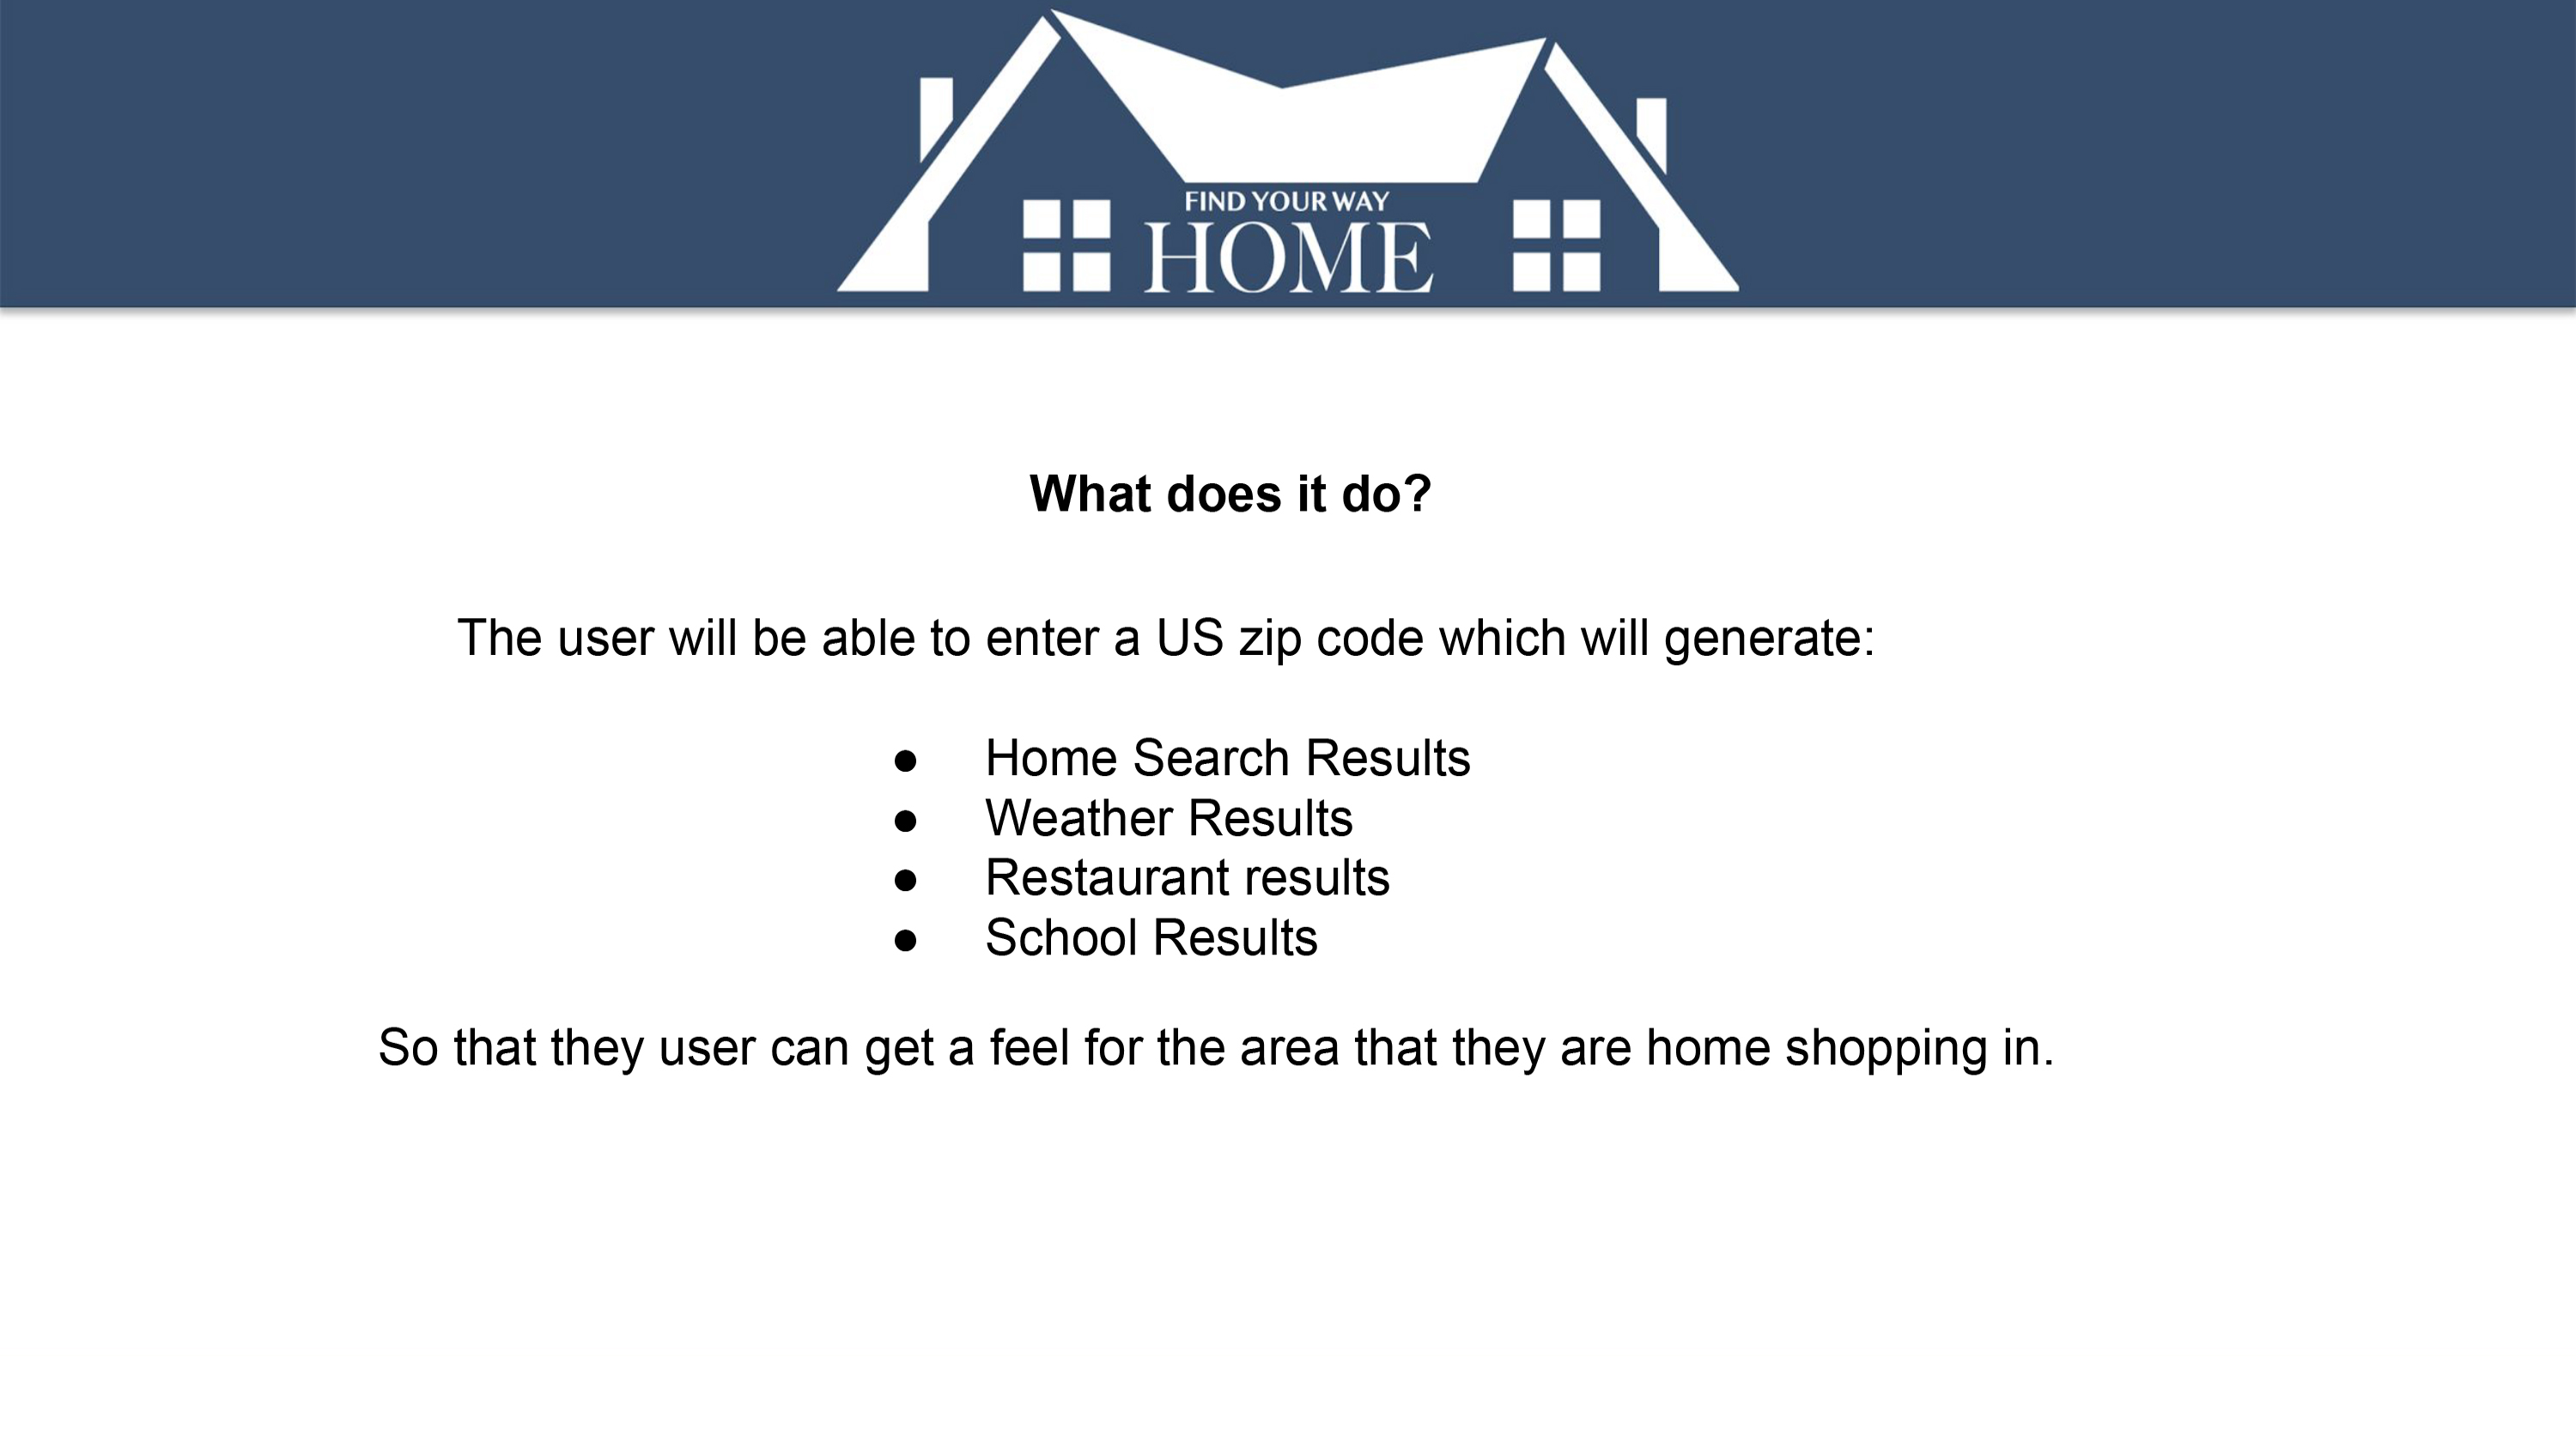 FIND YOUR WAY
HOME
What does it do?
The user will be able to enter a US zip code which will generate:
● Home Search Results
● Weather Results
● Restaurant results
● School Results
So that they user can get a feel for the area that they are home shopping in.